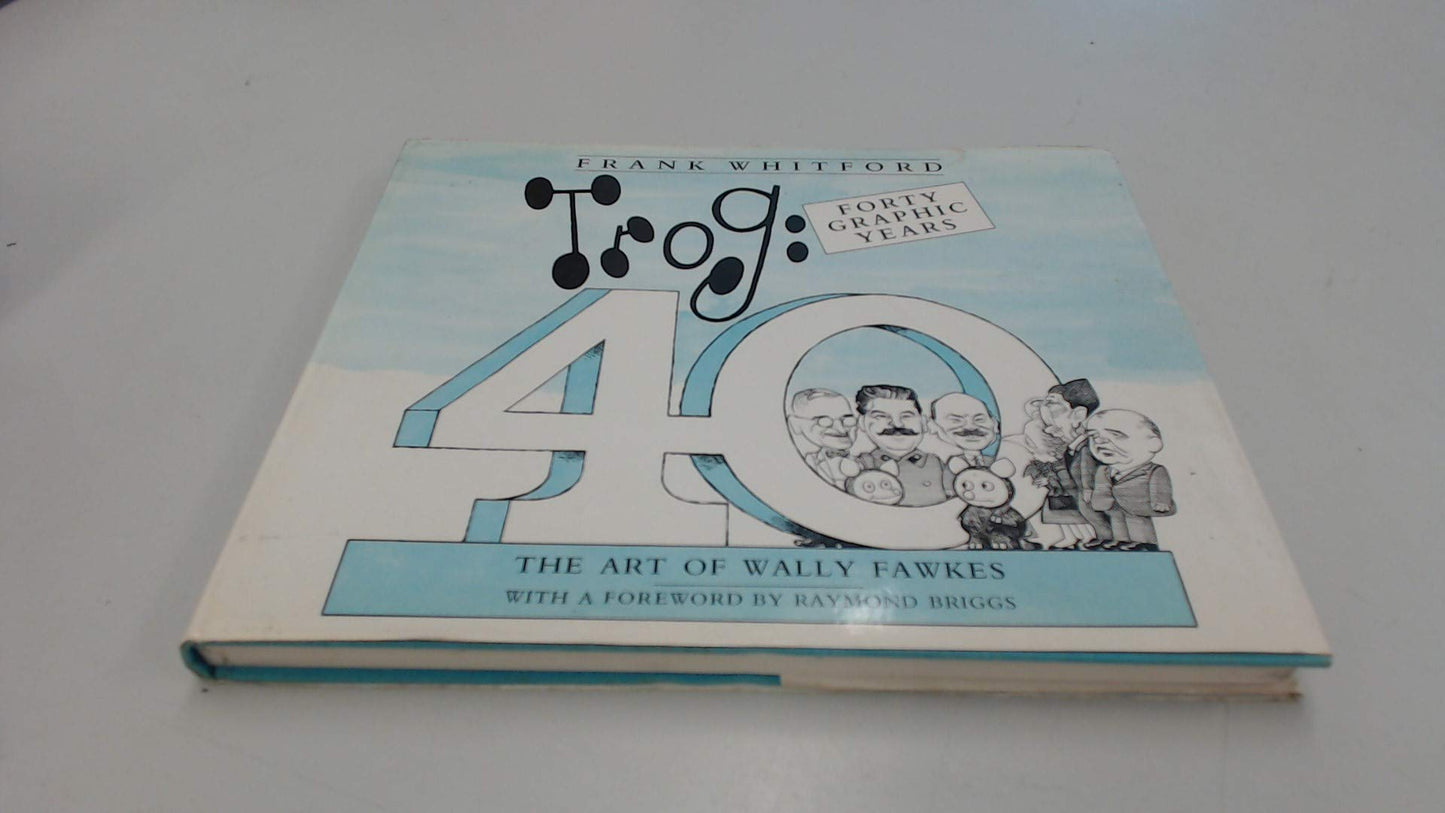 FRANK WHITFORD
Trog:
FORTY
GRAPHIC
YEARS
40
THE ART OF WALLY FAWKES
WITH A FOREWORD BY RAYMOND BRIGGS